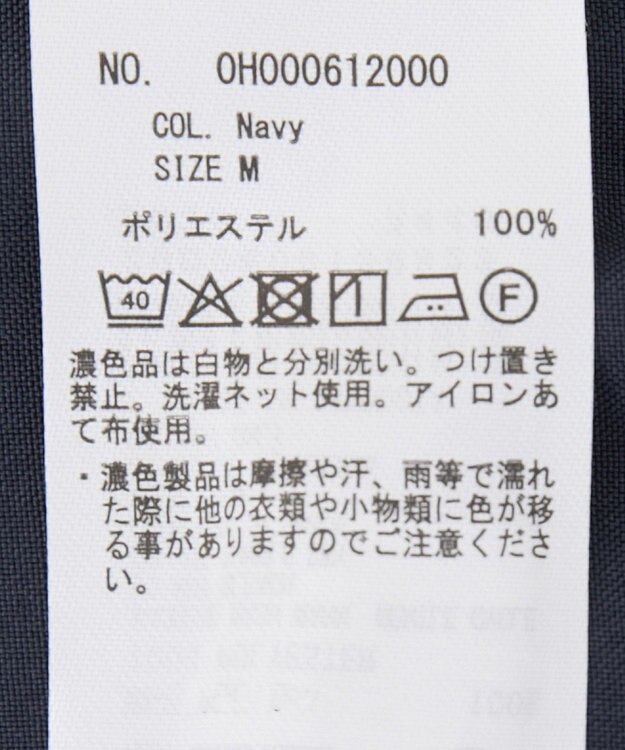 NO. 0H000612000
COL. Navy
SIZE M
ポリエステル 100%
40 F
濃色品は白物と分別洗い。つけ置き
禁止。洗濯ネット使用。アイロンあ
て布使用。
・濃色製品は摩擦や汗、雨等で濡れ
た際に他の衣類や小物類に色が移
る事がありますのでご注意くださ
い。